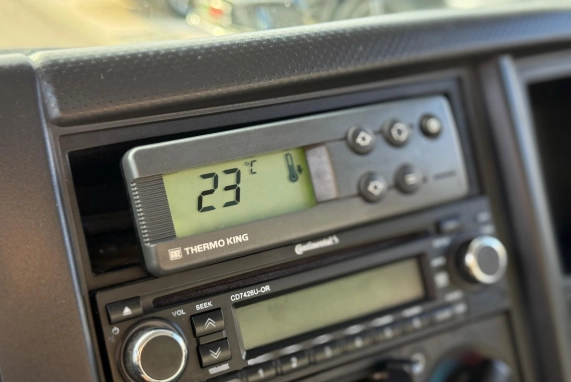 23 °C
THERMO KING
Continental
CD7426U-OR
VOL SEEK